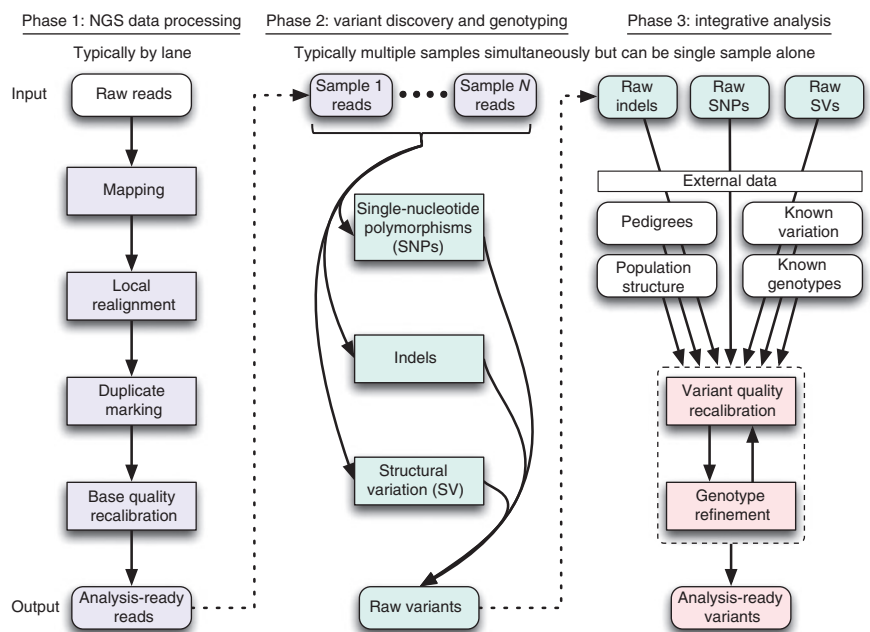 Phase 1: NGS data processing
Typically by lane
Input
Raw reads
Mapping
Local
realignment
Duplicate
marking
Base quality
recalibration
Output
Analysis-ready
reads
Phase 2: variant discovery and genotyping
Typically multiple samples simultaneously but can be single sample alone
Sample 1
reads
Sample N
reads
Single-nucleotide
polymorphisms
(SNPs)
Indels
Structural
variation (SV)
Raw variants
Phase 3: integrative analysis
Raw
indels
Raw
SNPs
Raw
SVs
External data
Pedigrees
Known
variation
Population
structure
Known
genotypes
Variant quality
recalibration
Genotype
refinement
Analysis-ready
variants